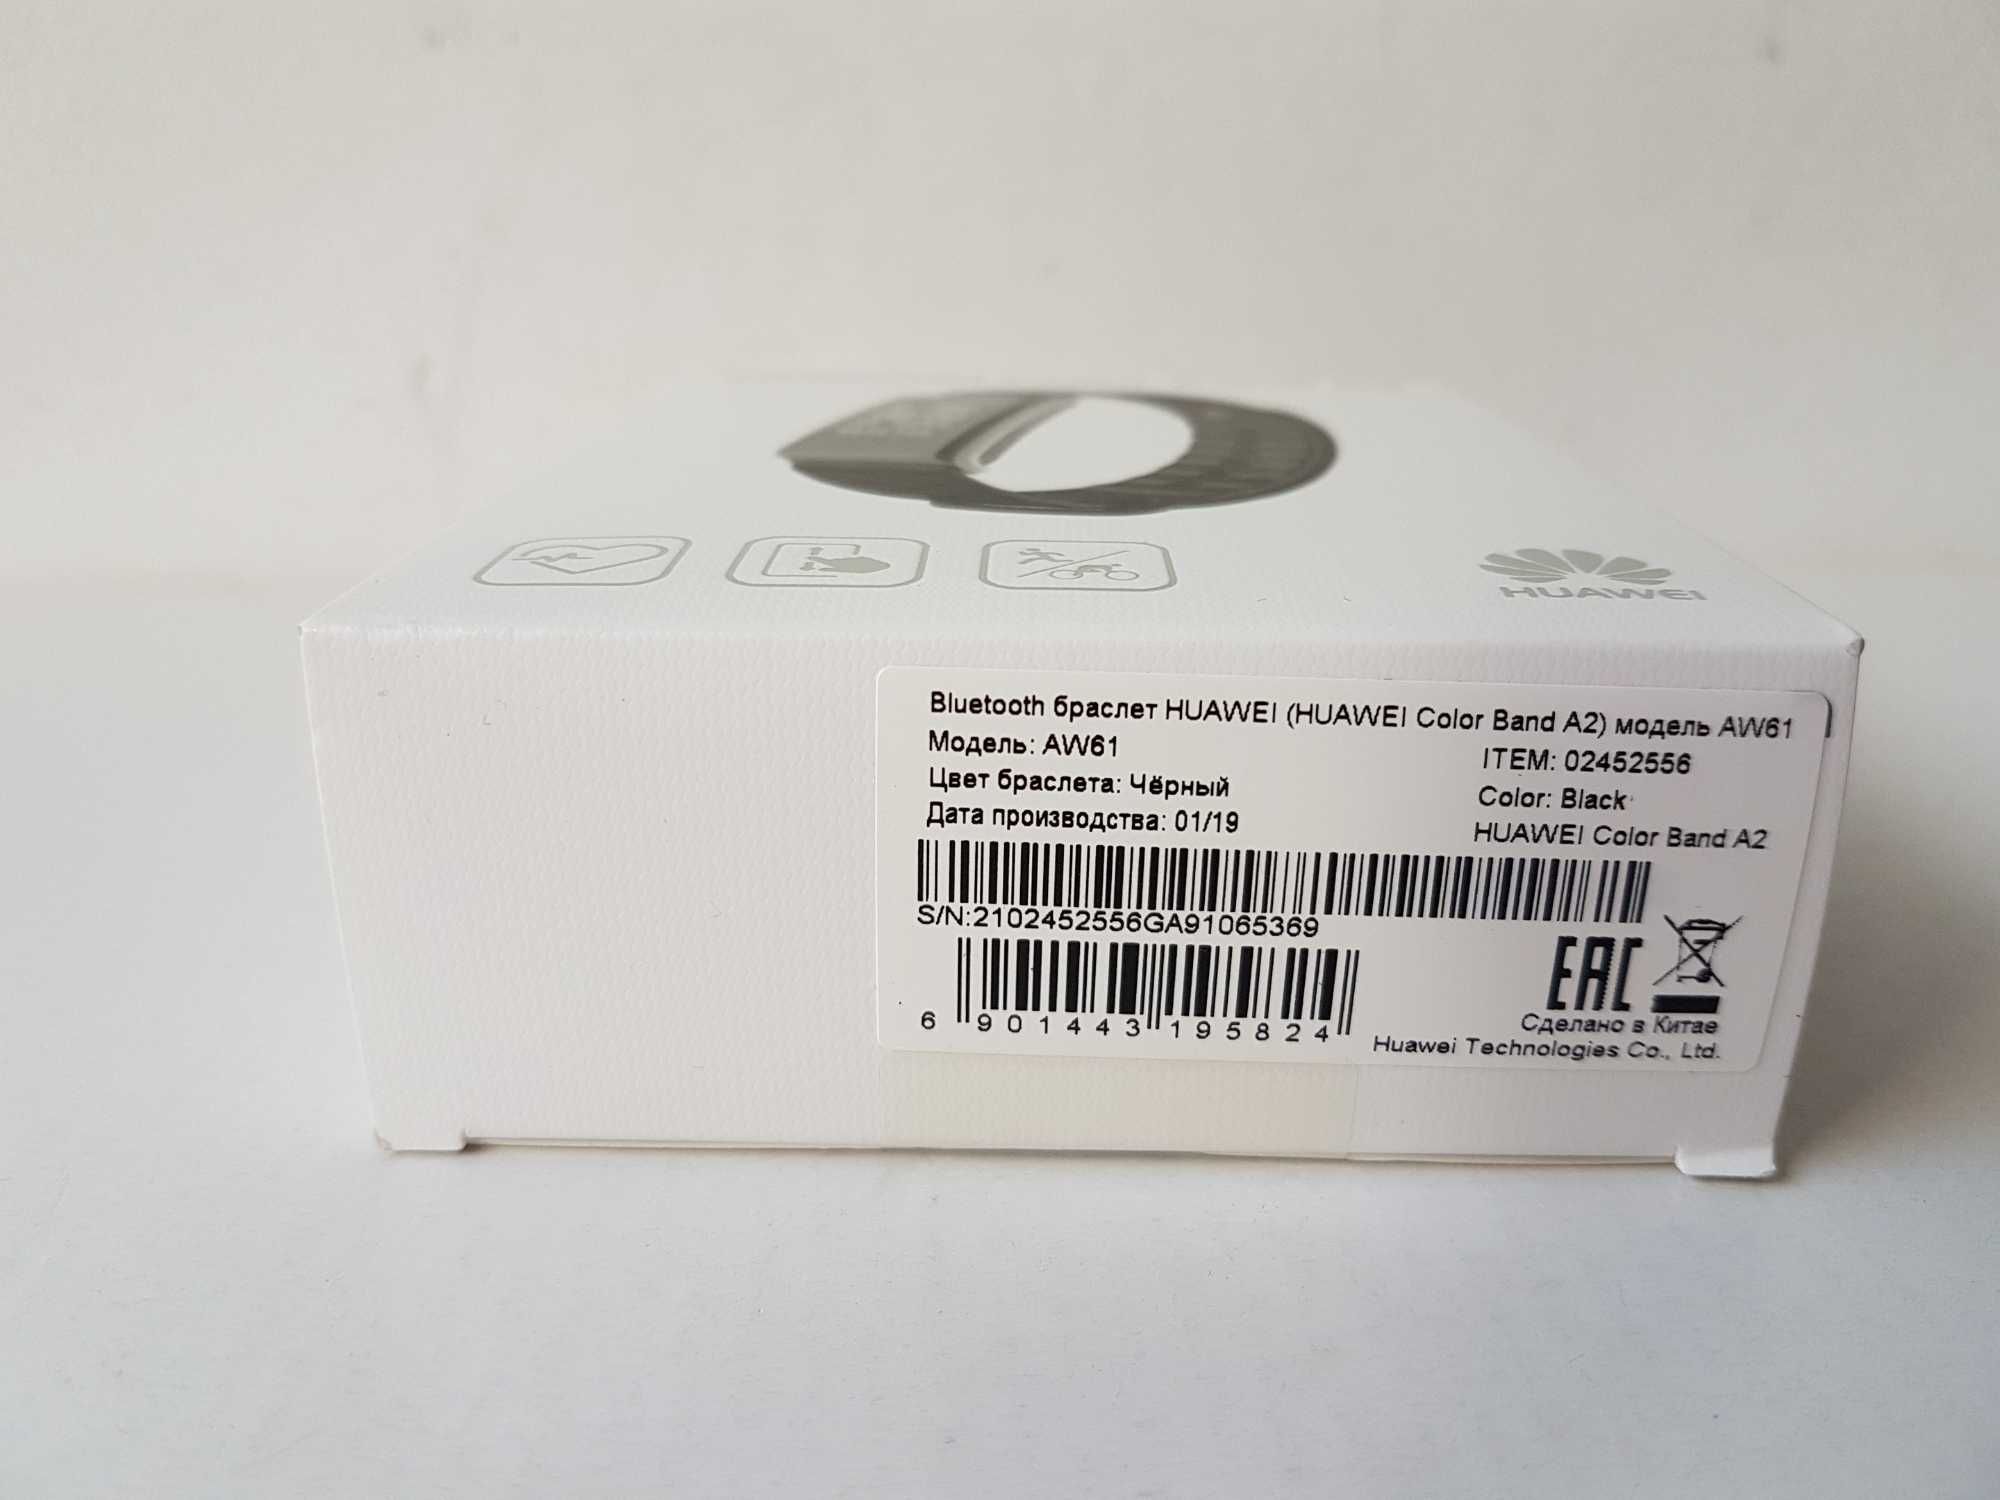 HUAWEI
Bluetooth браслет HUAWEI (HUAWEI Color Band A2) модель AW61
Модель: AW61
ITEM: 02452556
Цвет браслета: Чёрный
Color: Black
Дата производства: 01/19
HUAWEI Color Band A2
S/N:2102452556GA91065369
EAC
6 901443 195824
Сделано в Китае
Huawei Technologies Co., Ltd.